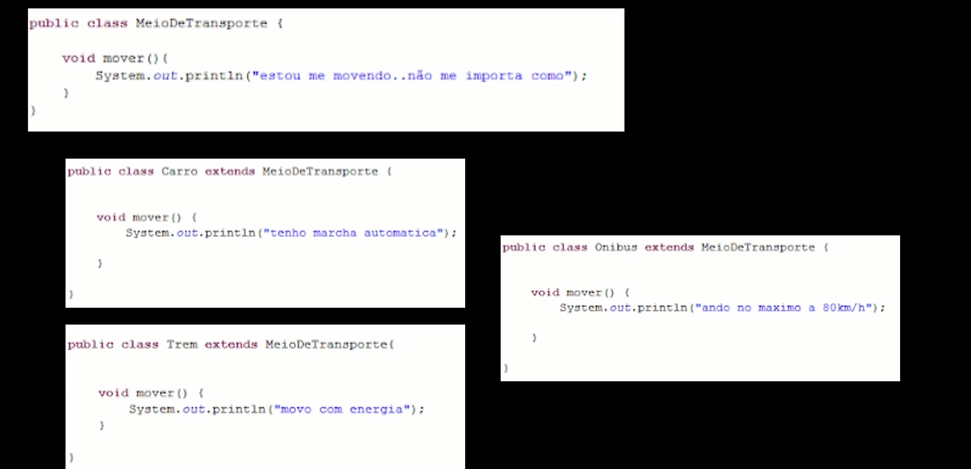 public class MeioDeTransporte {
void mover(){
System.out.println("estou me movendo..não me importa como");
}
}
public class Carro extends MeioDeTransporte {
void mover() {
System.out.println("tenho marcha automatica");
}
}
public class Onibus extends MeioDeTransporte {
void mover() {
System.out.println("ando no maximo a 80km/h");
}
}
public class Trem extends MeioDeTransporte{
void mover() {
System.out.println("movo com energia");
}
}